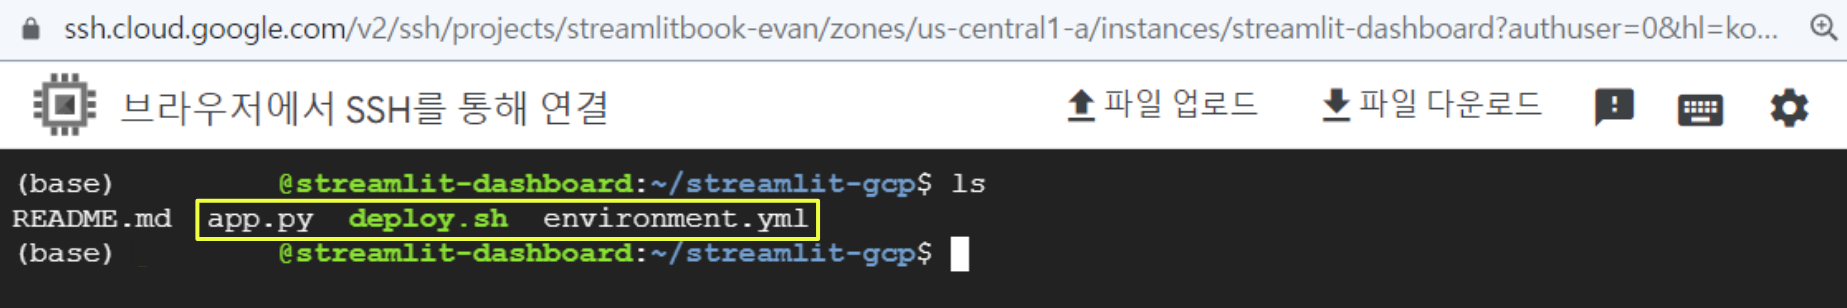 ssh.cloud.google.com/v2/ssh/projects/streamlitbook-evan/zones/us-central1-a/instances/streamlit-dashboard?authuser=0&hl=ko...
브라우저에서 SSH를 통해 연결 파일 업로드 파일 다운로드
(base) @streamlit-dashboard:~/streamlit-gcp$ ls
README.md app.py deploy.sh environment.yml
(base) @streamlit-dashboard:~/streamlit-gcp$